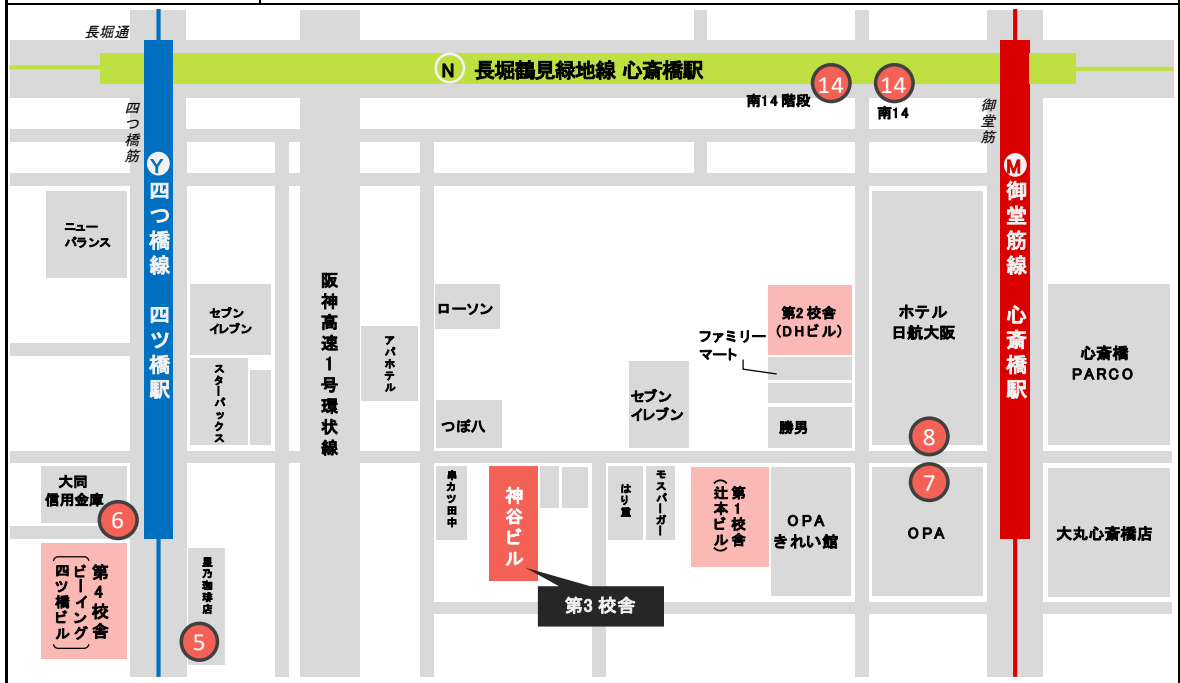 長堀通
N 長堀鶴見緑地線 心斎橋駅
14
南14 階段
14
南14
四つ橋筋
御堂筋
Y 四つ橋線 四ツ橋駅
M 御堂筋線 心斎橋駅
ニュー
バランス
セブン
イレブン
スターバックス
阪神高速1号環状線
アパホテル
ローソン
つぼ八
セブン
イレブン
第2校舎
(DHビル)
ファミリー
マート
勝男
ホテル
日航大阪
8
心斎橋
PARCO
大同
信用金庫
6
第4校舎
(ビーイング
四ツ橋ビル)
星乃珈琲店
5
串カツ田中
神谷ビル
第3校舎
はり重
モスバーガー
第1校舎
(辻本ビル)
OPA
きれい館
7
OPA
大丸心斎橋店